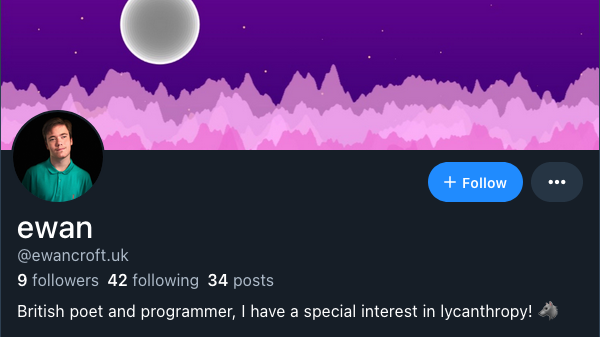 + Follow
ewan
@ewancroft.uk
9 followers 42 following 34 posts
British poet and programmer, I have a special interest in lycanthropy! 🐺